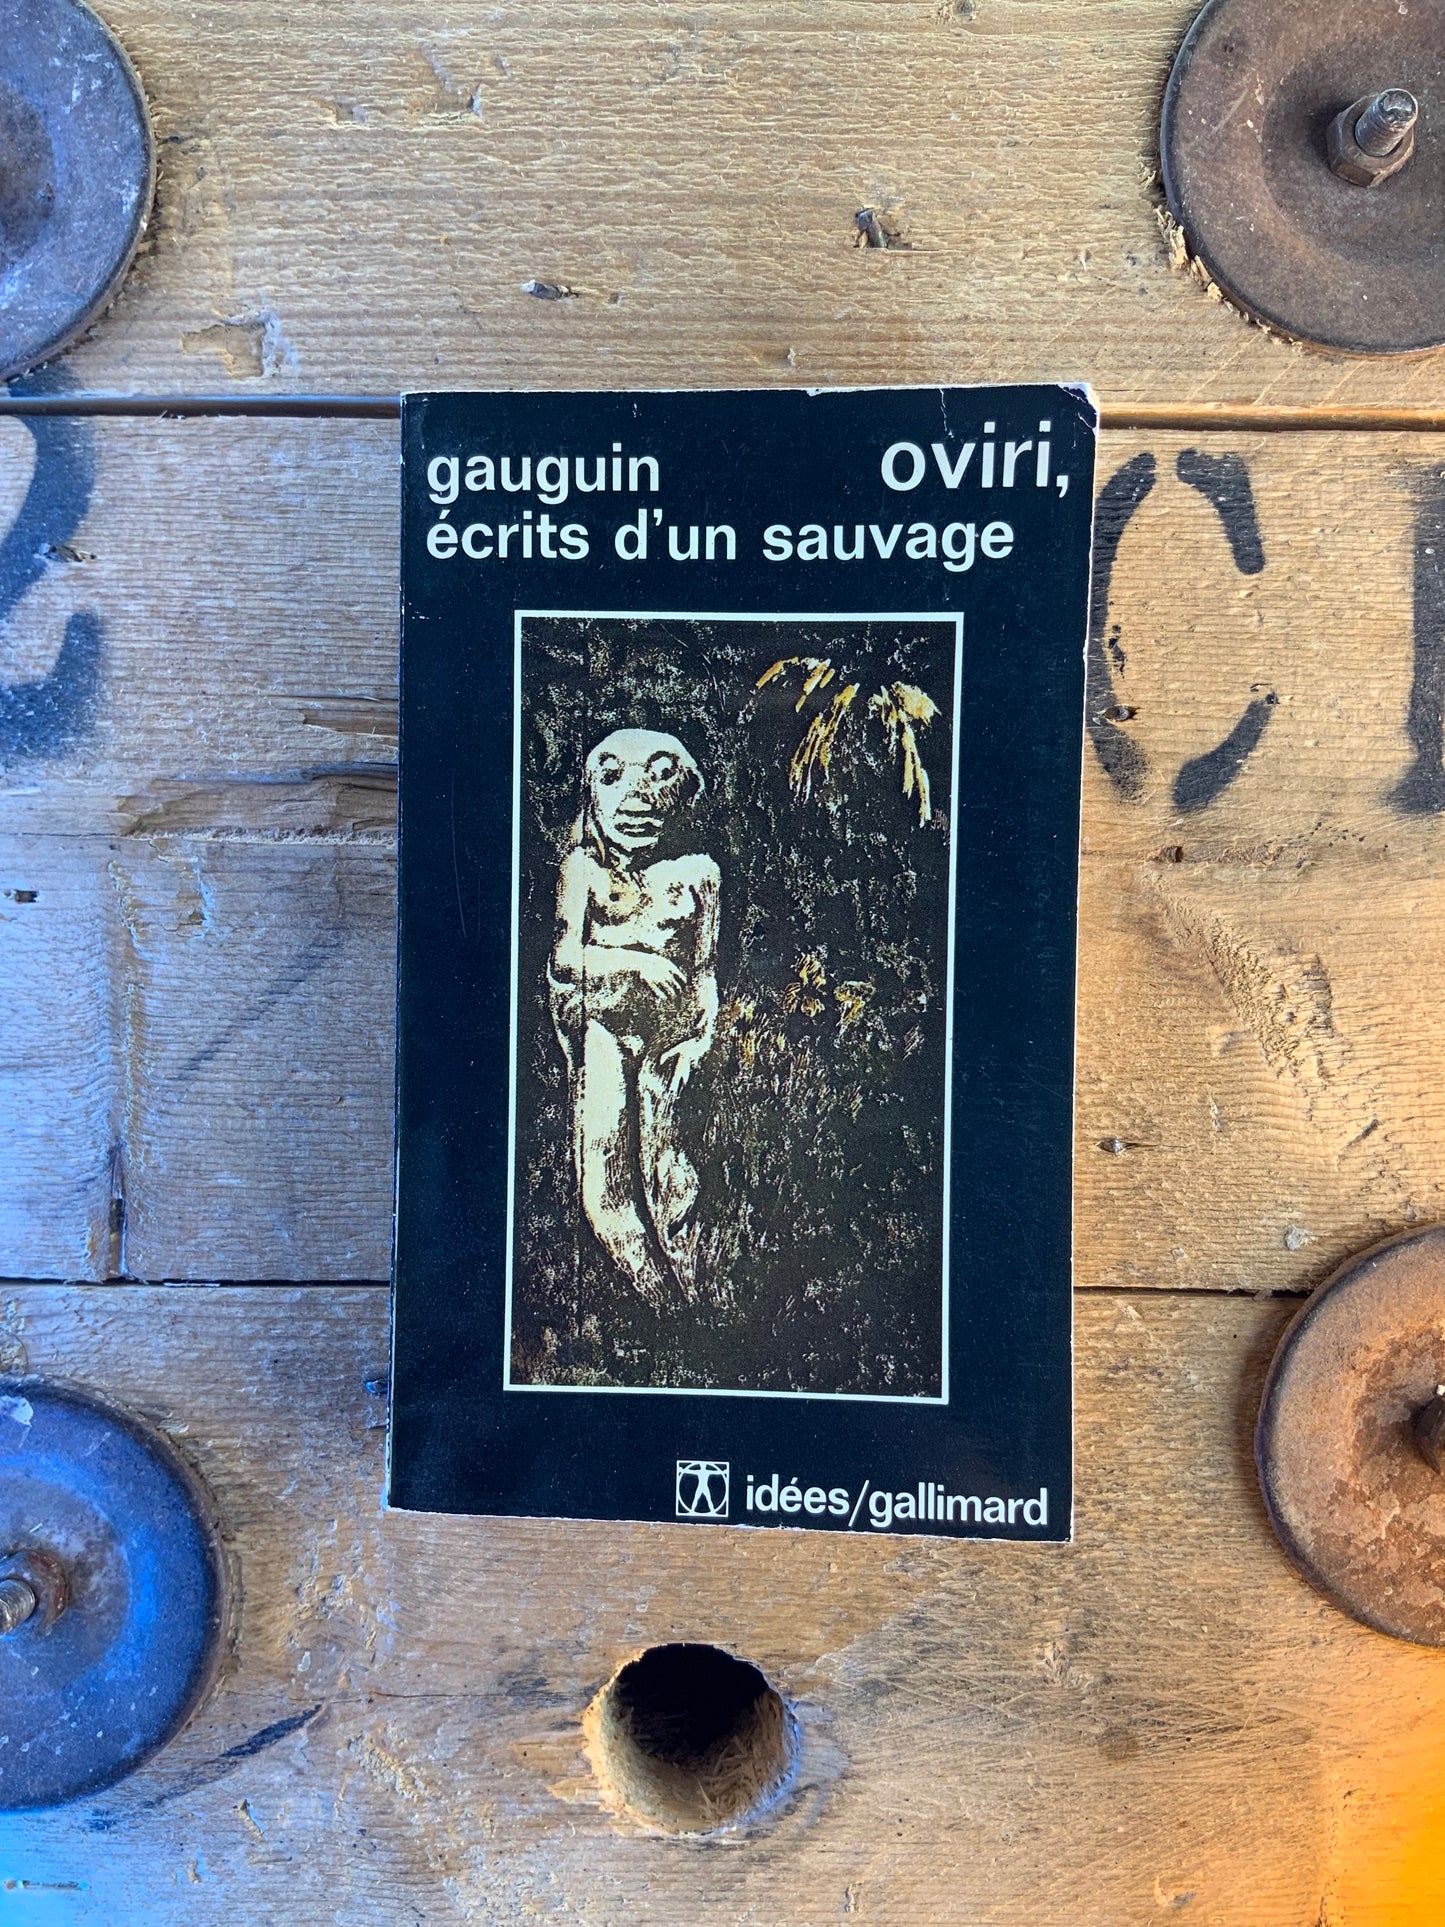 gauguin oviri,
écrits d'un sauvage
idées/gallimard